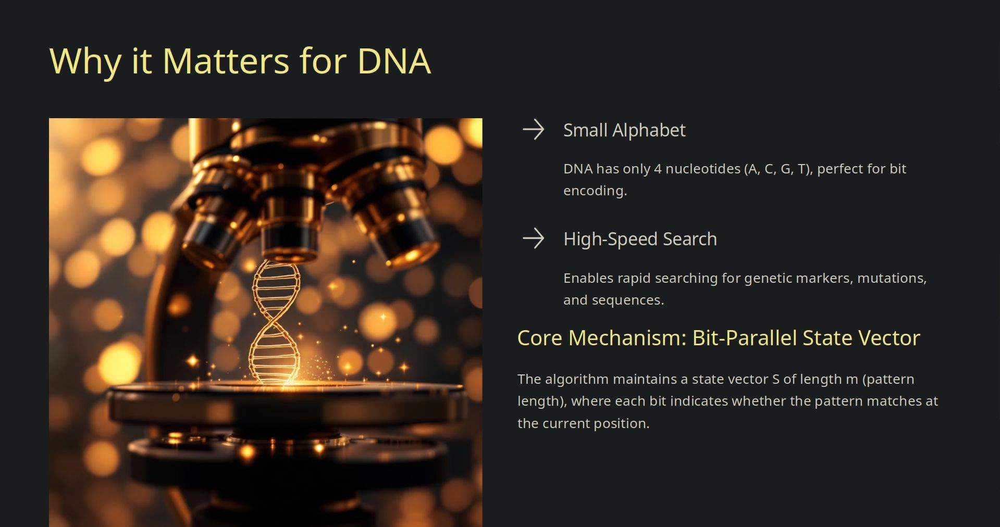 Why it Matters for DNA
Small Alphabet
DNA has only 4 nucleotides (A, C, G, T), perfect for bit
encoding.
High-Speed Search
Enables rapid searching for genetic markers, mutations,
and sequences.
Core Mechanism: Bit-Parallel State Vector
The algorithm maintains a state vector S of length m (pattern
length), where each bit indicates whether the pattern matches at
the current position.